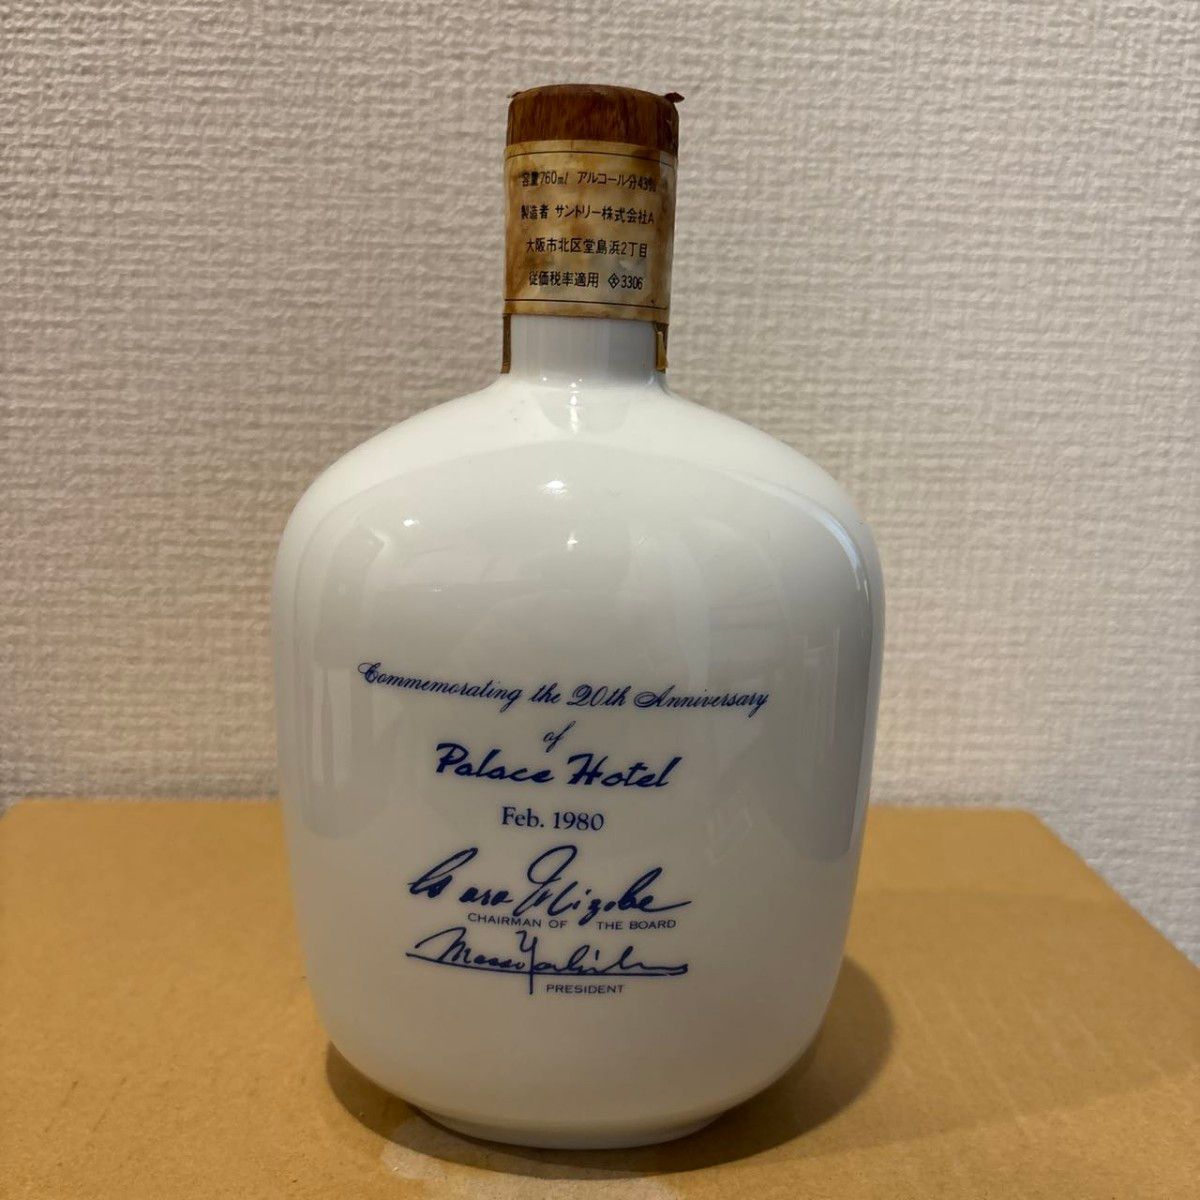 容量760ml アルコール分43%
製造者 サントリー株式会社A
大阪市北区堂島浜2丁目
従価税率適用 3306
Commemorating the 20th Anniversary
of
Palace Hotel
Feb. 1980
Mizobe
CHAIRMAN OF THE BOARD
PRESIDENT